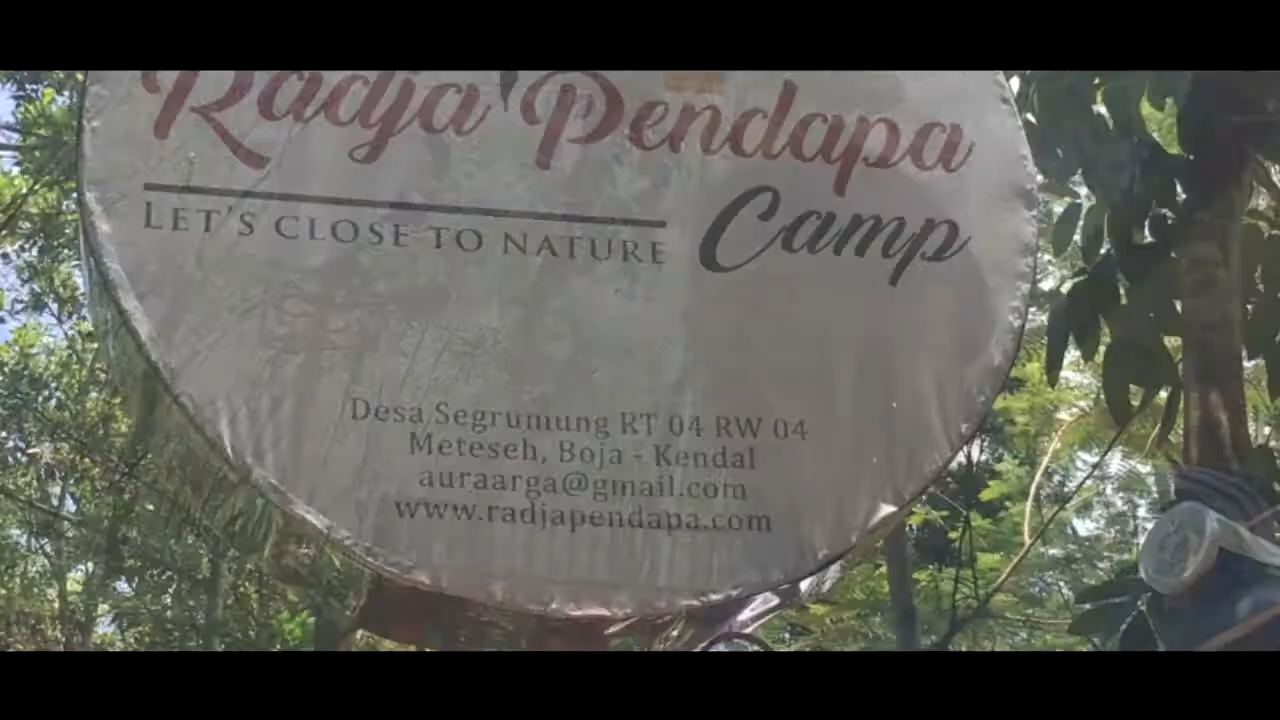 Radja Pendapa
Camp
LET'S CLOSE TO NATURE
Desa Segrumung RT 04 RW 04
Meteseh, Boja - Kendal
auraarga@gmail.com
www.radjapendapa.com